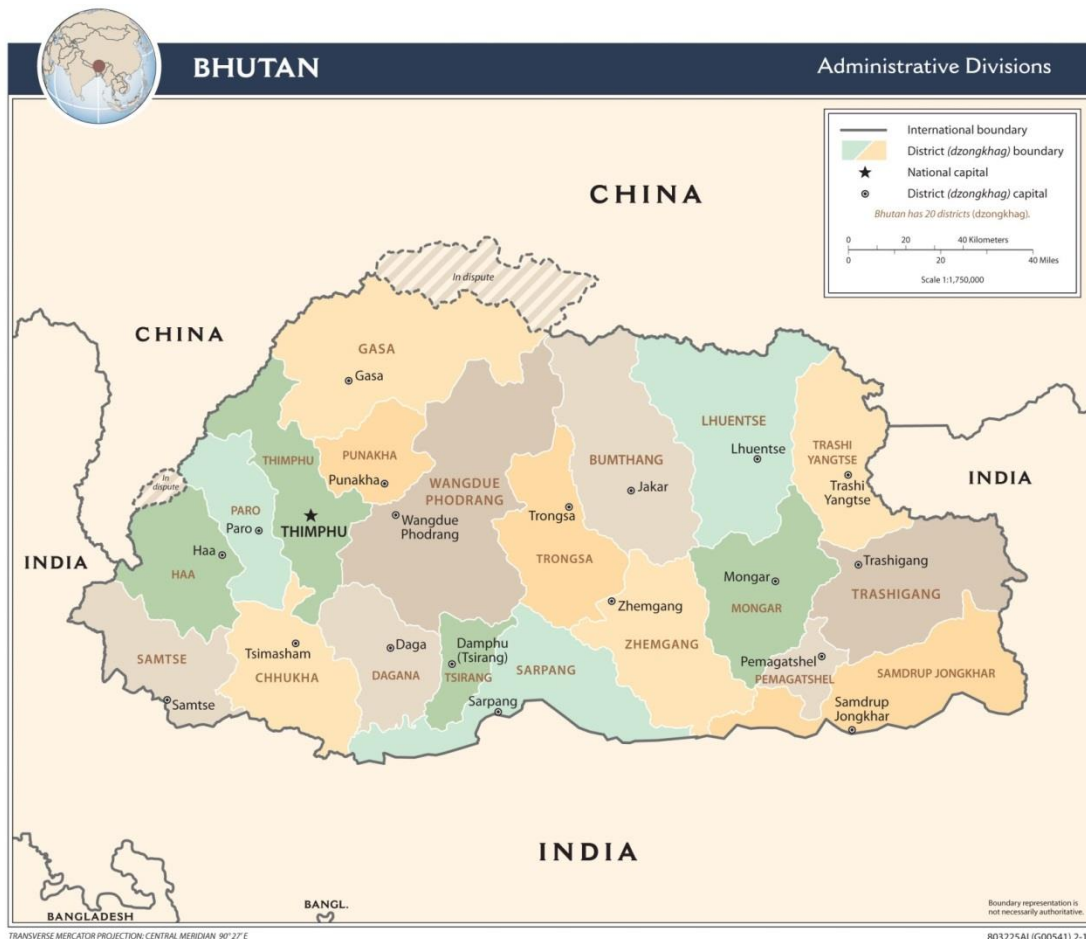 BHUTAN
Administrative Divisions
International boundary
District (dzongkhag) boundary
National capital
District (dzongkhag) capital
Bhutan has 20 districts (dzongkhag).
0 20 40 Kilometers
0 20 40 Miles
Scale 1:1,750,000
CHINA
In dispute
CHINA
GASA
Gasa
LHUENTSE
Lhuentse
TRASHI
YANGTSE
Trashi
Yangtse
THIMPHU
PUNAKHA
Punakha
BUMTHANG
Jakar
INDIA
In
dispute
WANGDUE
PHODRANG
Wangdue
Phodrang
PARO
Paro
THIMPHU
Trongsa
TRONGSA
Haa
HAA
INDIA
Trashigang
TRASHIGANG
Mongar
MONGAR
Zhemgang
ZHEMGANG
SAMTSE
Samtse
Tsimasham
CHHUKHA
Daga
DAGANA
Damphu
(Tsirang)
TSIRANG
SARPANG
Sarpang
Pemagatshel
PEMAGATSHEL
SAMDRUP JONGKHAR
Samdrup
Jongkhar
INDIA
BANGLADESH
BANGL.
Boundary representation is
not necessarily authoritative.
TRANSVERSE MERCATOR PROJECTION; CENTRAL MERIDIAN 90° 27' E
803225AI (G00541) 2-1